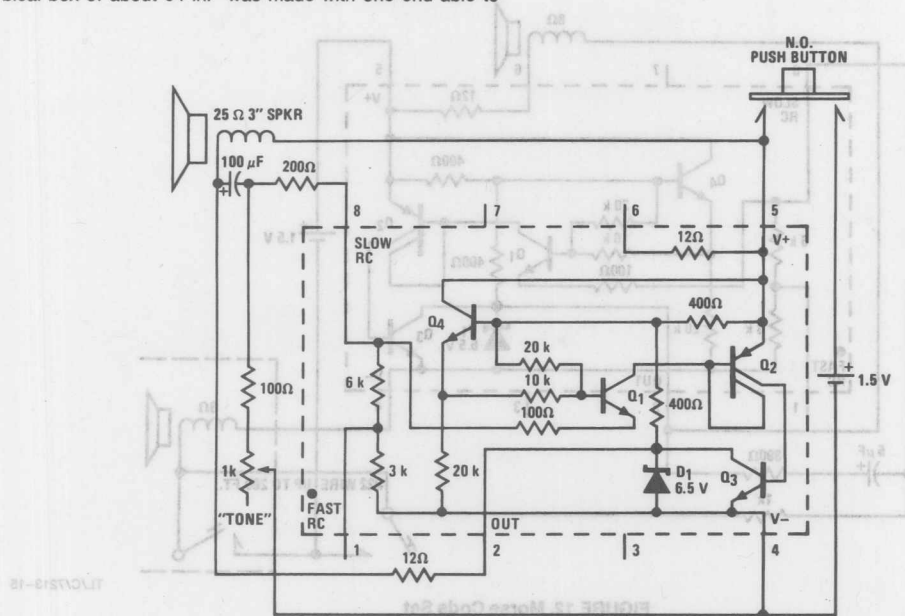 N.O.
PUSH BUTTON
25 Ω 3" SPKR
100 µF
+
200Ω
8
7
6
5
SLOW
RC
12Ω
V+
400Ω
Q4
20 k
Q2
6 k
10 k
Q1
+
1.5 V
100Ω
100Ω
400Ω
3 k
20 k
D1
6.5 V
Q3
1k
"TONE"
FAST
RC
OUT
V−
1
2
3
4
12Ω
FIGURE 12. Morse Code Set